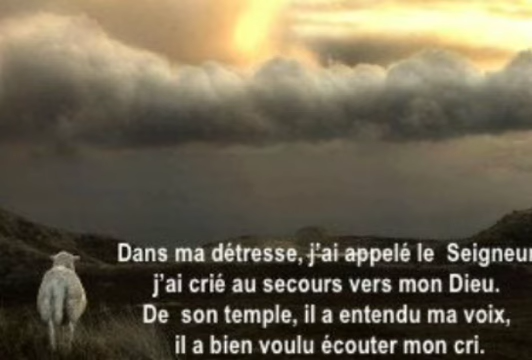 Dans ma détresse, j'ai appelé le Seigneur
j'ai crié au secours vers mon Dieu.
De son temple, il a entendu ma voix,
il a bien voulu écouter mon cri.